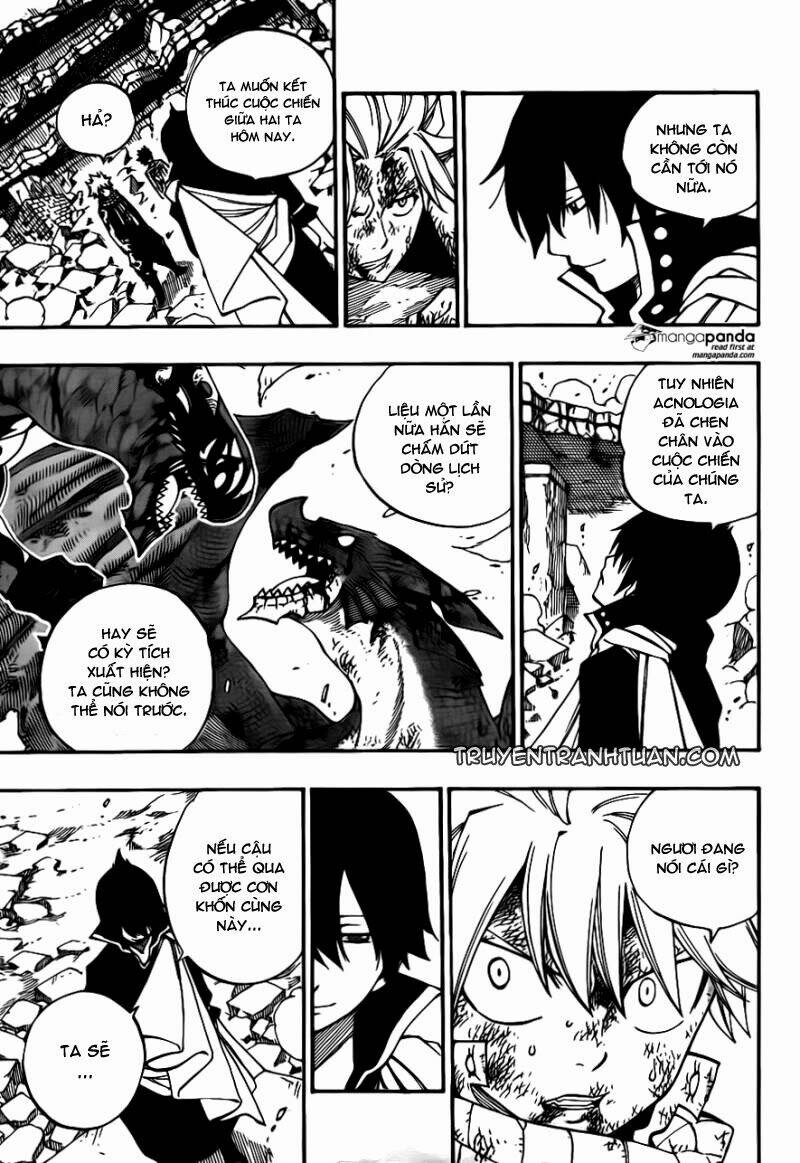 NHƯNG TA
KHÔNG CÒN
CẦN TỚI NÓ
NỮA.
TA MUỐN KẾT
THÚC CUỘC CHIẾN
GIỮA HAI TA
HÔM NAY.
HẢ?
mangapanda
read first at
mangapanda.com
TUY NHIÊN
ACNOLOGIA
ĐÃ CHEN
CHÂN VÀO
CUỘC CHIẾN
CỦA CHÚNG
TA.
LIỆU MỘT LẦN
NỮA HẮN SẼ
CHẤM DỨT
DÒNG LỊCH
SỬ?
HAY SẼ
CÓ KỲ TÍCH
XUẤT HIỆN?
TA CŨNG KHÔNG
THỂ NÓI TRƯỚC.
TRUYENTRANHTUAN.COM
NGƯƠI ĐANG
NÓI CÁI GÌ?
NẾU CẬU
CÓ THỂ QUA
ĐƯỢC CƠN
KHỐN CÙNG
NÀY...
TA SẼ
...